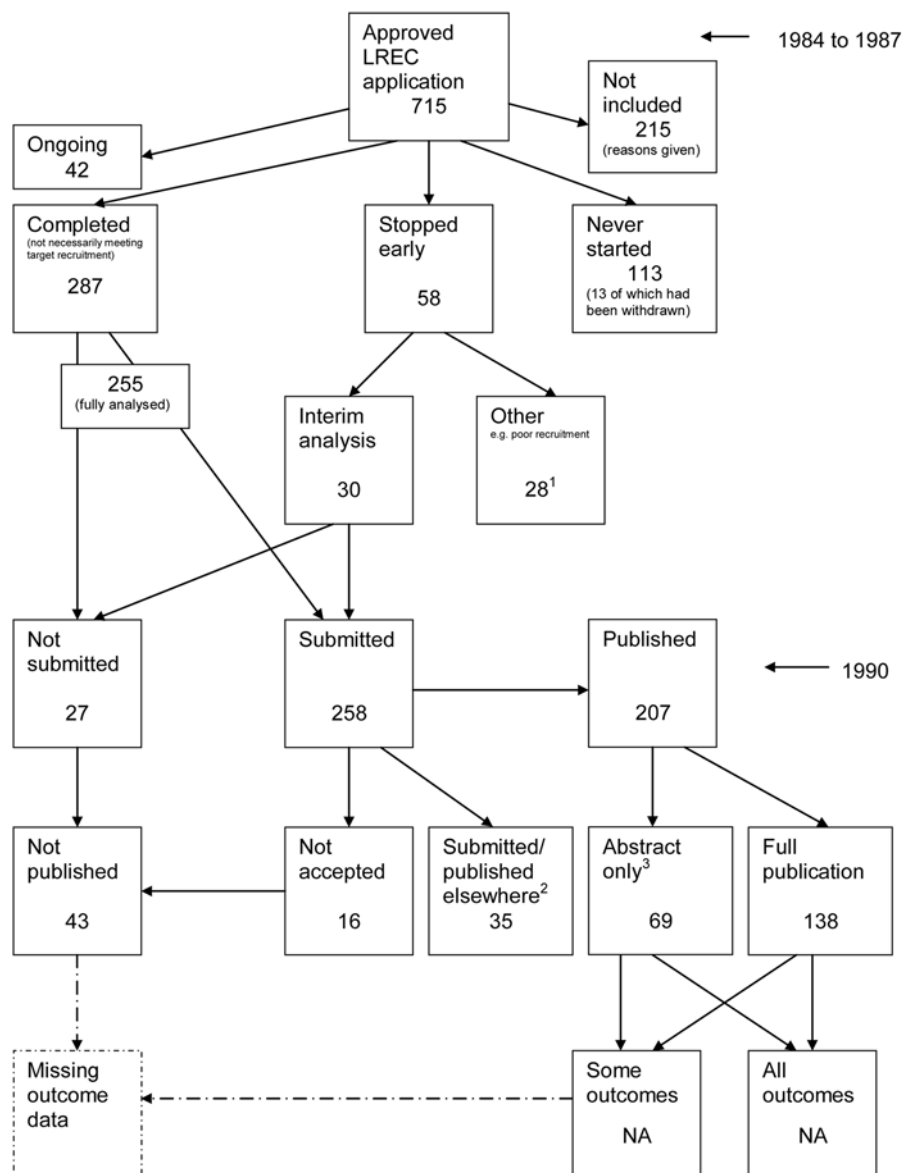 Approved
LREC
application
715
1984 to 1987
Not
included
215
(reasons given)
Ongoing
42
Completed
(not necessarily meeting
target recruitment)
287
Stopped
early
58
Never
started
113
(13 of which had
been withdrawn)
255
(fully analysed)
Interim
analysis
30
Other
e.g. poor recruitment
28¹
Not
submitted
27
Submitted
258
Published
207
1990
Not
published
43
Not
accepted
16
Submitted/
published
elsewhere²
35
Abstract
only³
69
Full
publication
138
Missing
outcome
data
Some
outcomes
NA
All
outcomes
NA